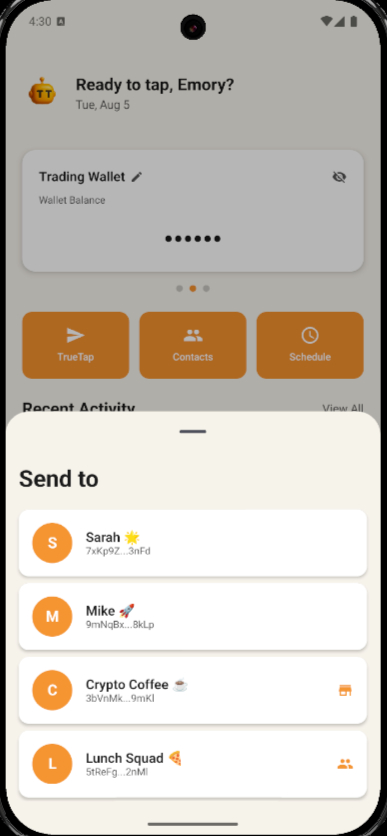 4:30 A
TT
Ready to tap, Emory?
Tue, Aug 5
Trading Wallet
Wallet Balance
••••••
TrueTap
Contacts
Schedule
Recent Activity
View All
Send to
S
Sarah 🌟
7xKp9Z...3nFd
M
Mike 🚀
9mNqBx...8kLp
C
Crypto Coffee ☕
3bVnMk...9mKl
L
Lunch Squad 🍕
5tReFg...2nMl